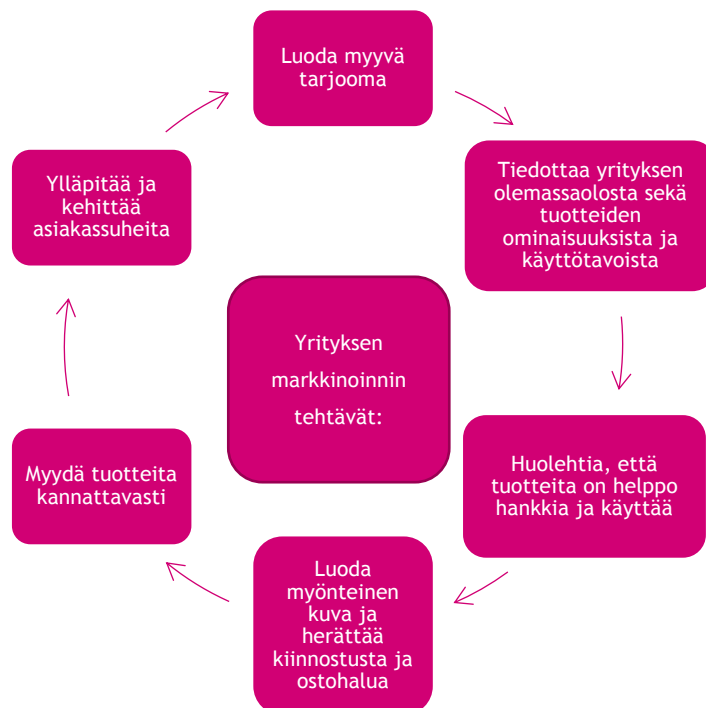 Luoda myyvä
tarjooma
Tiedottaa yrityksen
olemassaolosta sekä
tuotteiden
ominaisuuksista ja
käyttötavoista
Huolehtia, että
tuotteita on helppo
hankkia ja käyttää
Luoda
myönteinen
kuva ja
herättää
kiinnostusta ja
ostohalua
Myydä tuotteita
kannattavasti
Ylläpitää ja
kehittää
asiakassuheita
Yrityksen
markkinoinnin
tehtävät: